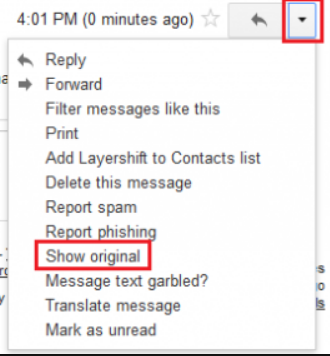 4:01 PM (0 minutes ago)
Reply
Forward
Filter messages like this
Print
Add Layershift to Contacts list
Delete this message
Report spam
Report phishing
Show original
Message text garbled?
Translate message
Mark as unread